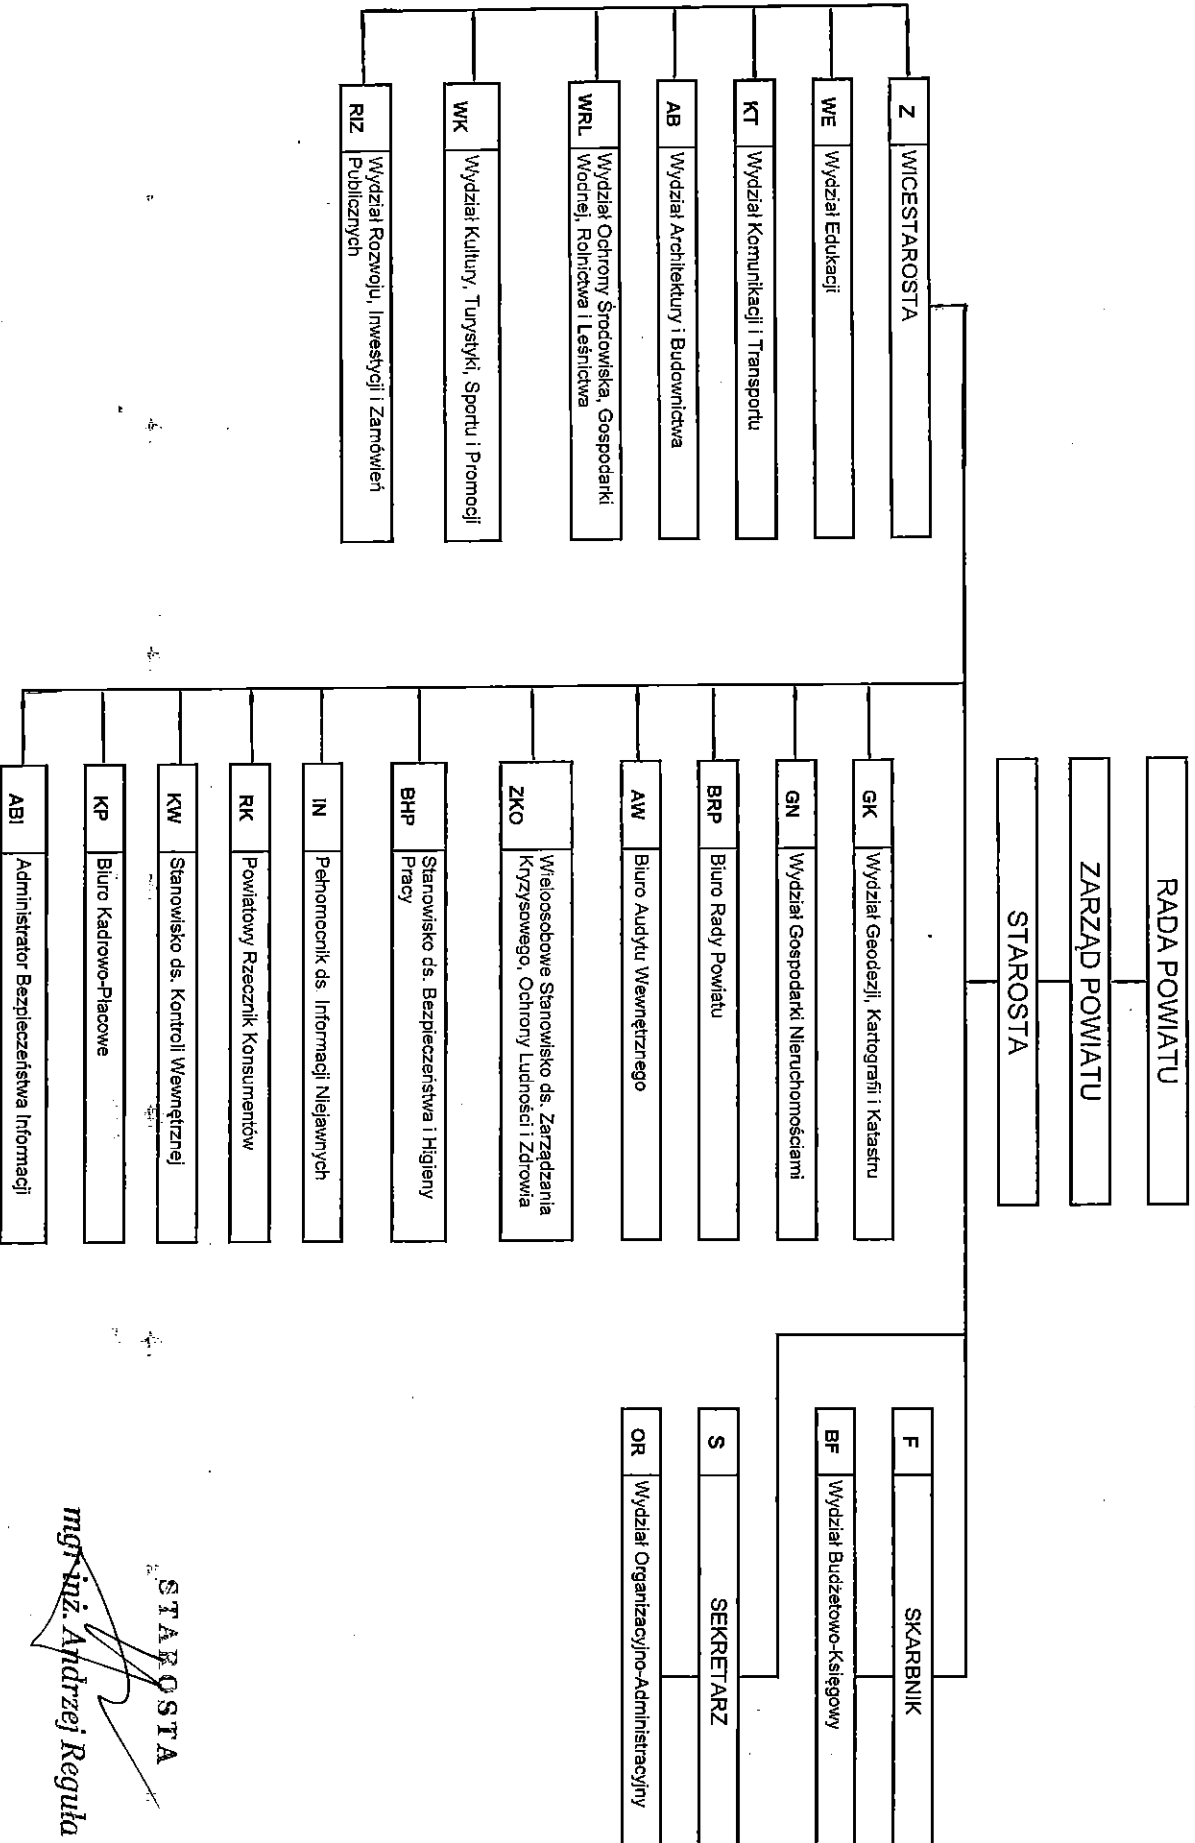 RADA POWIATU
ZARZĄD POWIATU
STAROSTA
Z WICESTAROSTA
WE Wydział Edukacji
KT Wydział Komunikacji i Transportu
AB Wydział Architektury i Budownictwa
WRL Wydział Ochrony Środowiska, Gospodarki
Wodnej, Rolnictwa i Leśnictwa
WK Wydział Kultury, Turystyki, Sportu i Promocji
RIZ Wydział Rozwoju, Inwestycji i Zamówień
Publicznych
GK Wydział Geodezji, Kartografii i Katastru
GN Wydział Gospodarki Nieruchomościami
BRP Biuro Rady Powiatu
AW Biuro Audytu Wewnętrznego
ZKO Wieloosobowe Stanowisko ds. Zarządzania
Kryzysowego, Ochrony Ludności i Zdrowia
BHP Stanowisko ds. Bezpieczeństwa i Higieny
Pracy
IN Pełnomocnik ds. Informacji Niejawnych
RK Powiatowy Rzecznik Konsumentów
KW Stanowisko ds. Kontroli Wewnętrznej
KP Biuro Kadrowo-Płacowe
ABI Administrator Bezpieczeństwa Informacji
F SKARBNIK
BF Wydział Budżetowo-Księgowy
S SEKRETARZ
OR Wydział Organizacyjno-Administracyjny
STAROSTA
mgr inż. Andrzej Reguła